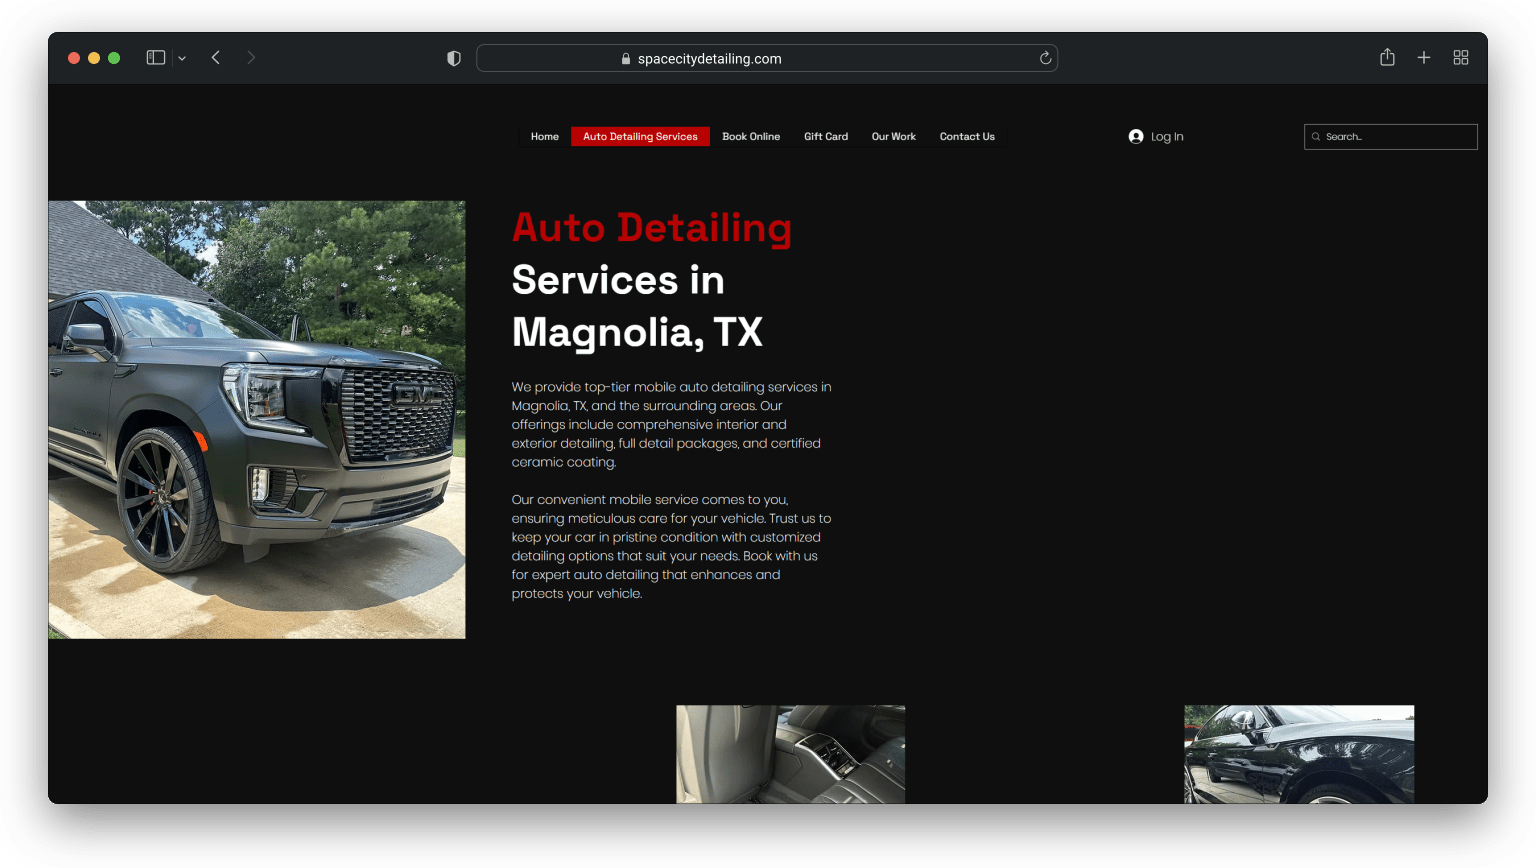 spacecitydetailing.com
Home
Auto Detailing Services
Book Online
Gift Card
Our Work
Contact Us
Log In
Search...
Auto Detailing
Services in
Magnolia, TX
We provide top-tier mobile auto detailing services in
Magnolia, TX, and the surrounding areas. Our
offerings include comprehensive interior and
exterior detailing, full detail packages, and certified
ceramic coating.
Our convenient mobile service comes to you,
ensuring meticulous care for your vehicle. Trust us to
keep your car in pristine condition with customized
detailing options that suit your needs. Book with us
for expert auto detailing that enhances and
protects your vehicle.
GMC